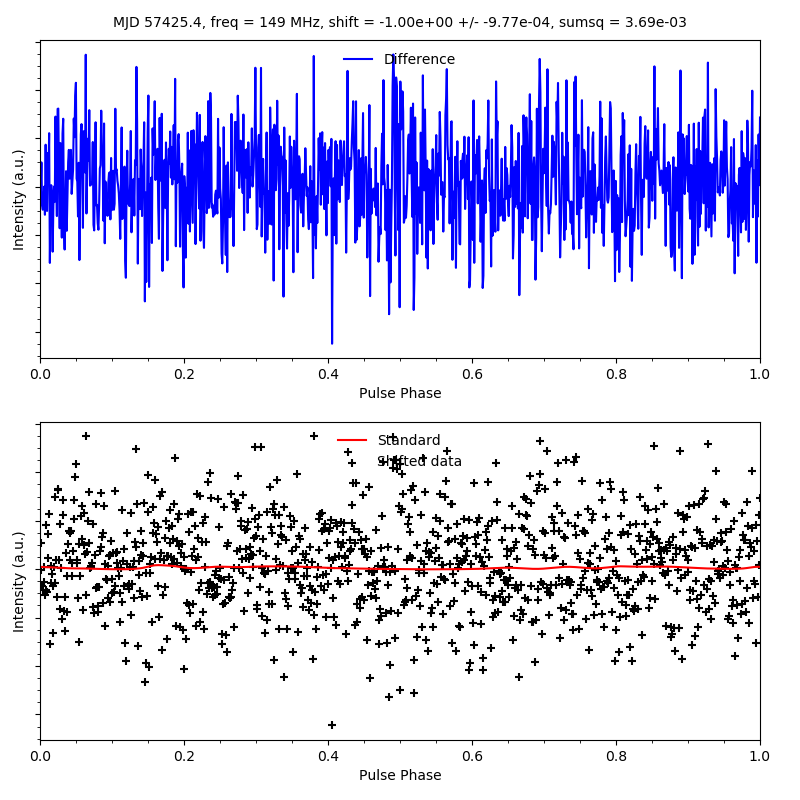 MJD 57425.4, freq = 149 MHz, shift = -1.00e+00 +/- -9.77e-04, sumsq = 3.69e-03
Difference
Intensity (a.u.)
0.0 0.2 0.4 0.6 0.8 1.0
Pulse Phase
Standard
Shifted data
Intensity (a.u.)
0.0 0.2 0.4 0.6 0.8 1.0
Pulse Phase